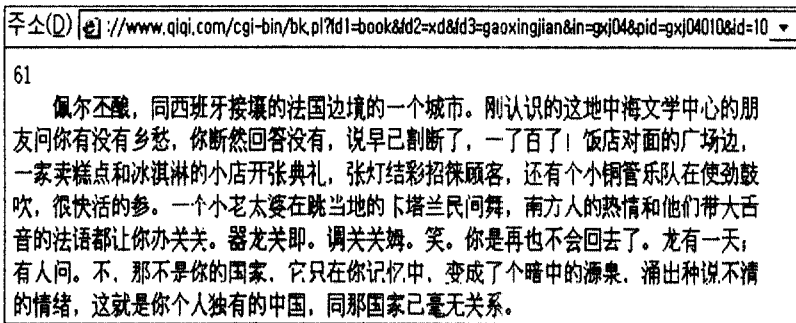 주소(D) ://www.qiqi.com/cgi-bin/bk.pl?id1=book&id2=xd&id3=gaoxingjian&in=gxj04&pid=gxj04010&id=10
61
佩尔不酿，同西班牙接壤的法国边境的一个城市。刚认识的这地中海文学中心的朋
友问你有没有乡愁，你断然回答没有，说早已割断了，一了百了！饭店对面的广场边，
一家卖糕点和冰淇淋的小店开张典礼，张灯结彩招徕顾客，还有个小铜管乐队在使劲鼓
吹，很快活的参。一个小老太婆在跳当地的卡塔兰民间舞，南方人的热情和他们带大舌
音的法语都让你办关关。器龙关即。调关关姆。笑。你是再也不会回去了。龙有一天；
有人问。不，那不是你的国家，它只在你记忆中，变成了个暗中的源泉，涌出种说不清
的情绪，这就是你个人独有的中国，同那国家已毫无关系。